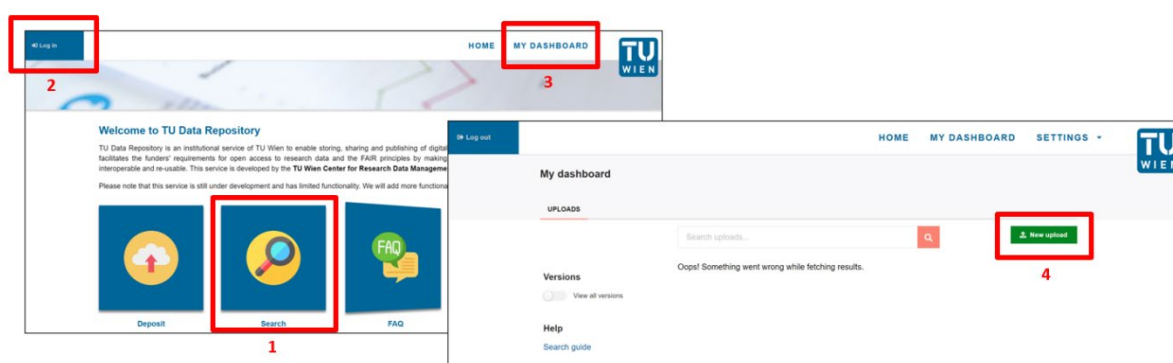 Log in
HOME MY DASHBOARD
TU
WIEN
2
3
Welcome to TU Data Repository
TU Data Repository is an institutional service of TU Wien to enable storing, sharing and publishing of digital
facilitates the funders' requirements for open access to research data and the FAIR principles by making
interoperable and re-usable. This service is developed by the TU Wien Center for Research Data Manageme
Please note that this service is still under development and has limited functionality. We will add more functiona
FAQ
Deposit Search FAQ
1
Log out
HOME MY DASHBOARD SETTINGS
TU
WIEN
My dashboard
UPLOADS
Search uploads...
New upload
4
Oops! Something went wrong while fetching results.
Versions
View all versions
Help
Search guide